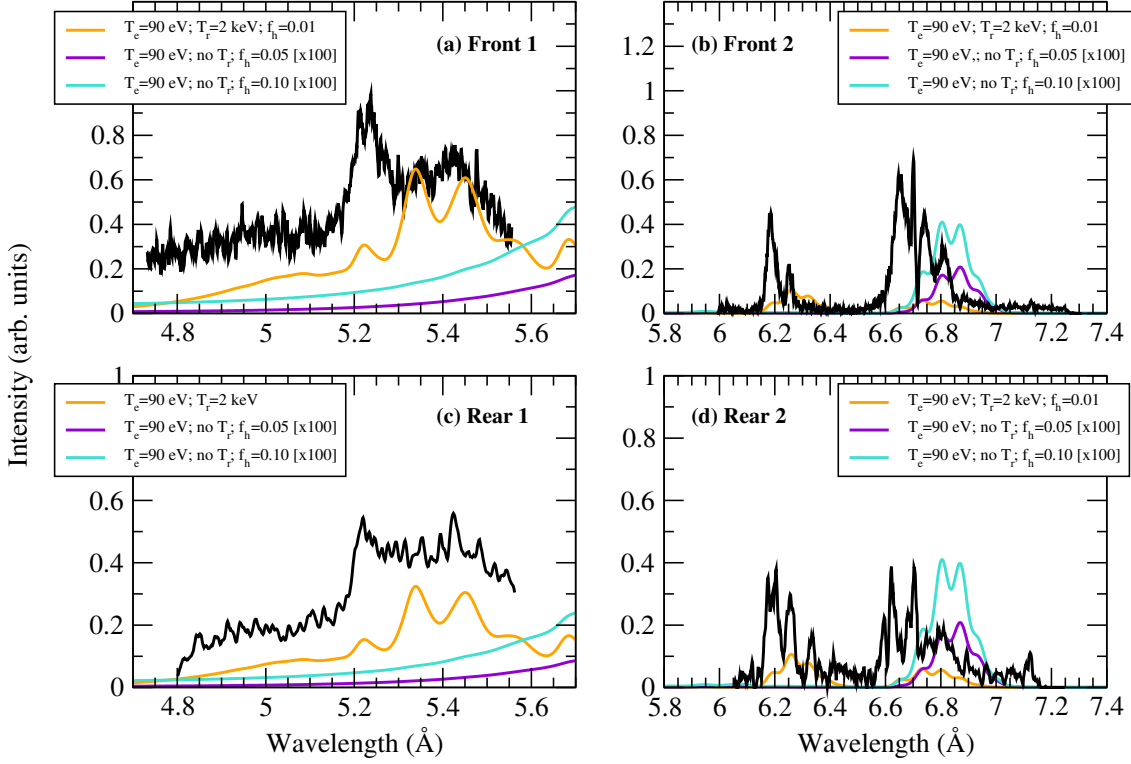 T_e=90 eV; T_r=2 keV; f_h=0.01
T_e=90 eV; no T_r; f_h=0.05 [x100]
T_e=90 eV; no T_r; f_h=0.10 [x100]
(a) Front 1
0.8
0.6
0.4
0.2
0
4.8 5 5.2 5.4 5.6
T_e=90 eV; T_r=2 keV; f_h=0.01
T_e=90 eV,; no T_r; f_h=0.05 [x100]
T_e=90 eV; no T_r; f_h=0.10 [x100]
(b) Front 2
1.2
1
0.8
0.6
0.4
0.2
0
5.8 6 6.2 6.4 6.6 6.8 7 7.2 7.4
Intensity (arb. units)
1
T_e=90 eV; T_r=2 keV
T_e=90 eV; no T_r; f_h=0.05 [x100]
T_e=90 eV; no T_r; f_h=0.10 [x100]
(c) Rear 1
0.6
0.4
0.2
0
4.8 5 5.2 5.4 5.6
Wavelength (Å)
1
T_e=90 eV; T_r=2 keV; f_h=0.01
T_e=90 eV; no T_r; f_h=0.05 [x100]
T_e=90 eV; no T_r; f_h=0.10 [x100]
(d) Rear 2
0.8
0.6
0.4
0.2
0
5.8 6 6.2 6.4 6.6 6.8 7 7.2 7.4
Wavelength (Å)